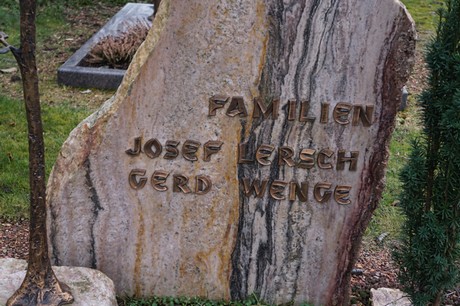 FAMILIEN
JOSEF LERSCH
GERD WENGE